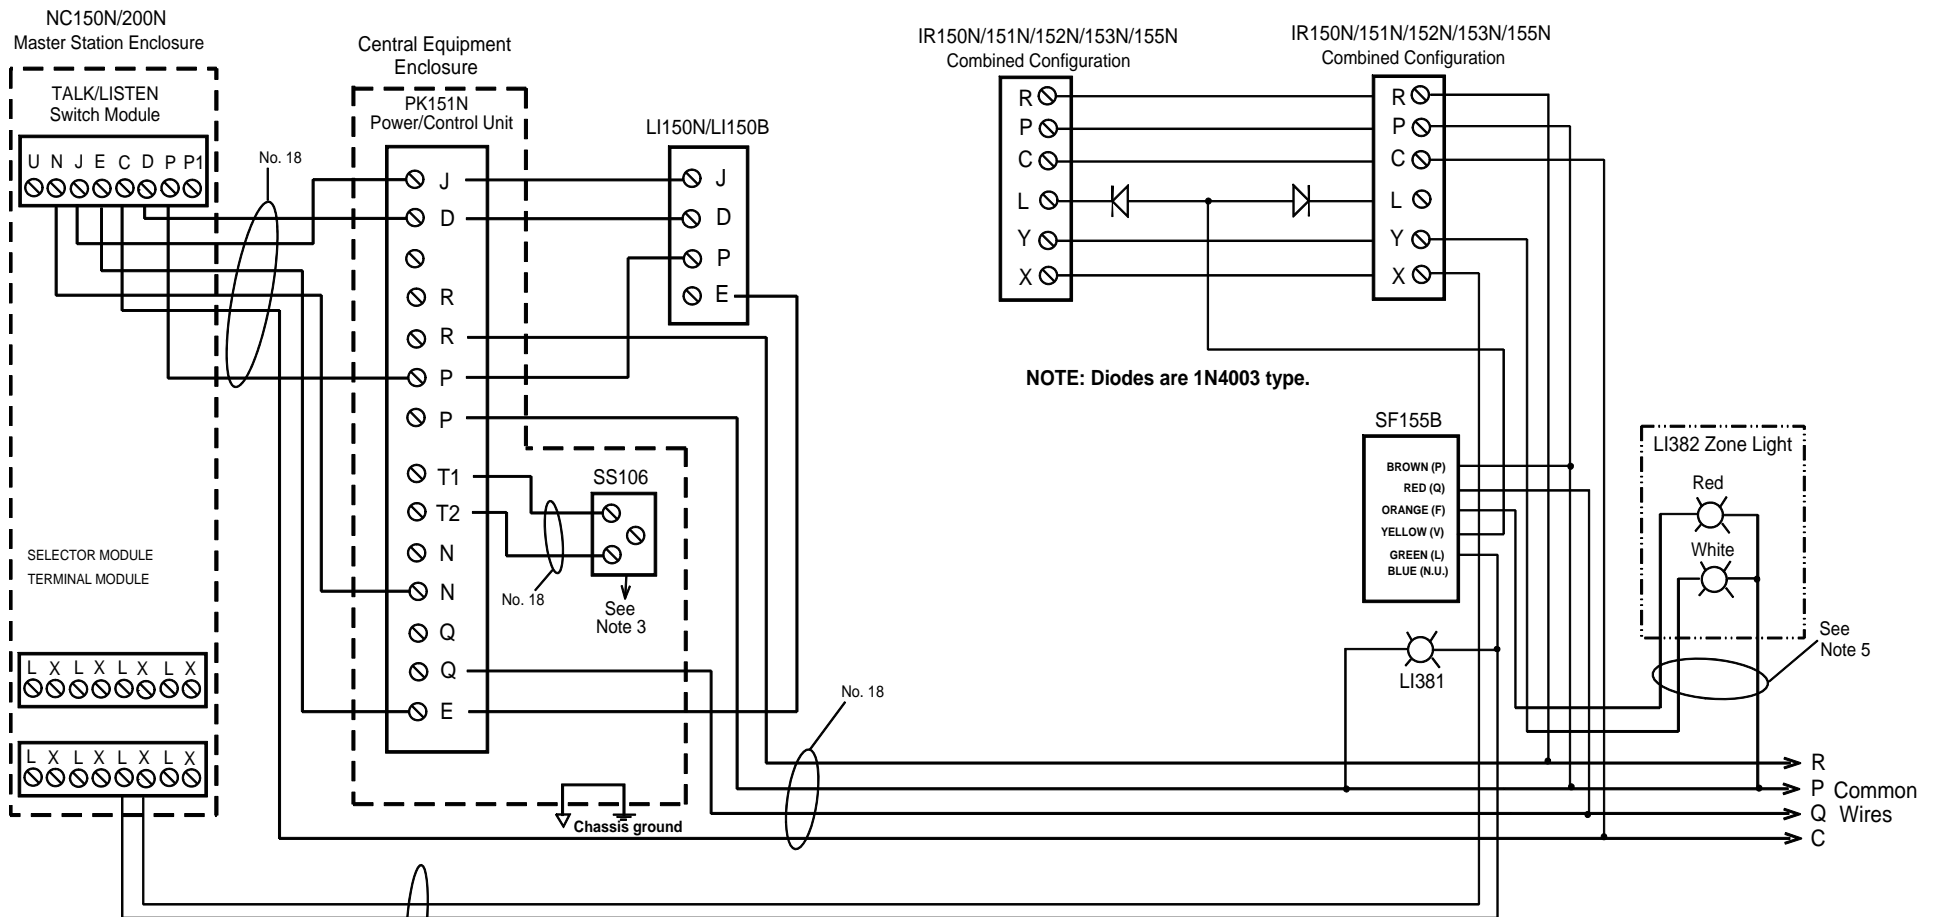 NC150N/200N
Master Station Enclosure
TALK/LISTEN
Switch Module
U N J E C D P P1
No. 18
SELECTOR MODULE
TERMINAL MODULE
L X L X L X L X
L X L X L X L X
Central Equipment
Enclosure
PK151N
Power/Control Unit
J
D
R
R
P
P
T1
T2
N
N
Q
Q
E
LI150N/LI150B
J
D
P
E
SS106
No. 18
See
Note 3
Chassis ground
No. 18
IR150N/151N/152N/153N/155N
Combined Configuration
R
P
C
L
Y
X
IR150N/151N/152N/153N/155N
Combined Configuration
R
P
C
L
Y
X
NOTE: Diodes are 1N4003 type.
SF155B
BROWN (P)
RED (Q)
ORANGE (F)
YELLOW (V)
GREEN (L)
BLUE (N.U.)
LI381
LI382 Zone Light
Red
White
See
Note 5
R
P Common
Q Wires
C